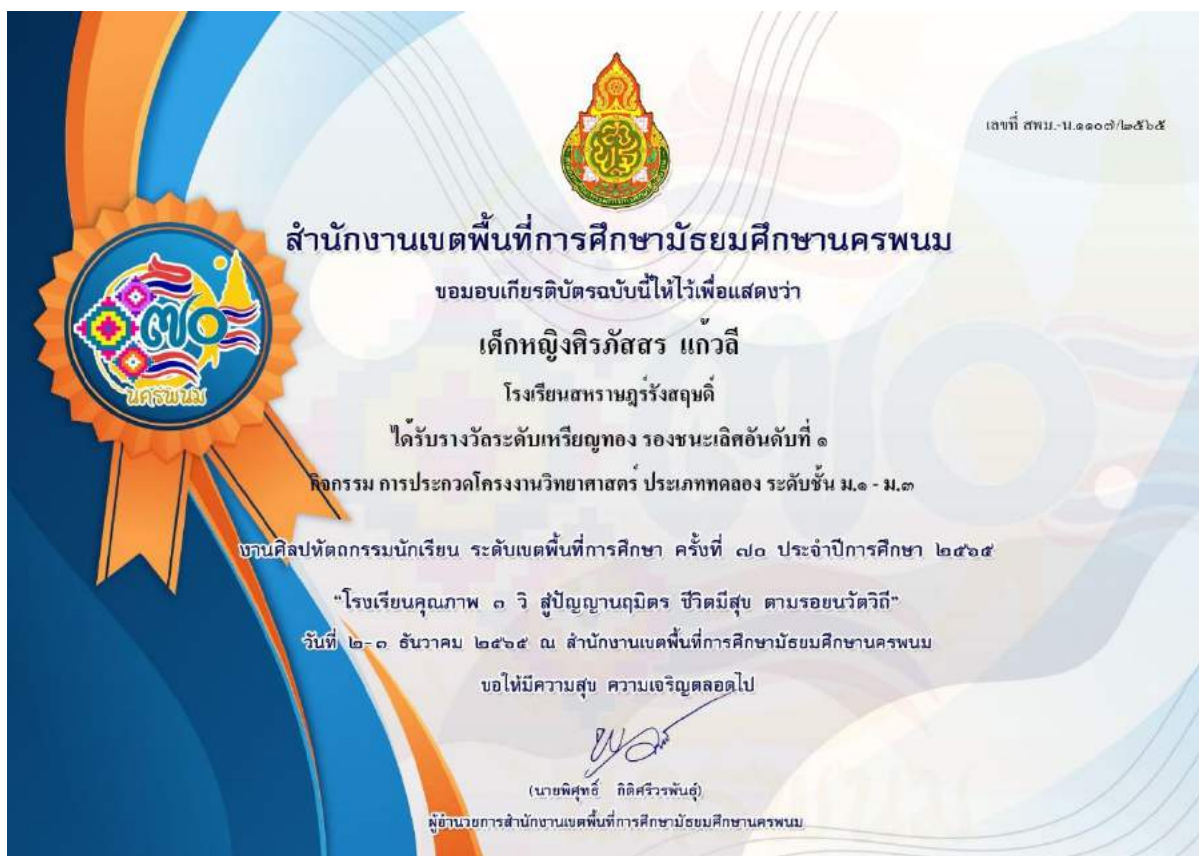 เลขที่ สพม.-น.๑๑๐๗/๒๕๖๕
สำนักงานเขตพื้นที่การศึกษามัธยมศึกษานครพนม
ขอมอบเกียรติบัตรฉบับนี้ให้ไว้เพื่อแสดงว่า
เด็กหญิงศิรภัสสร แก้วลี
โรงเรียนสหราษฎร์รังสฤษดิ์
ได้รับรางวัลระดับเหรียญทอง รองชนะเลิศอันดับที่ ๑
กิจกรรม การประกวดโครงงานวิทยาศาสตร์ ประเภททดลอง ระดับชั้น ม.๑ - ม.๓
งานศิลปหัตถกรรมนักเรียน ระดับเขตพื้นที่การศึกษา ครั้งที่ ๗๐ ประจำปีการศึกษา ๒๕๖๕
“โรงเรียนคุณภาพ ๓ วิ สู่ปัญญานฤมิตร ชีวิตมีสุข ตามรอยนวัตวิถี”
วันที่ ๒-๓ ธันวาคม ๒๕๖๕ ณ สำนักงานเขตพื้นที่การศึกษามัธยมศึกษานครพนม
ขอให้มีความสุข ความเจริญตลอดไป
(นายพิศุทธิ์ กิติศรีวรพันธุ์)
ผู้อำนวยการสำนักงานเขตพื้นที่การศึกษามัธยมศึกษานครพนม
๗๐
นครพนม